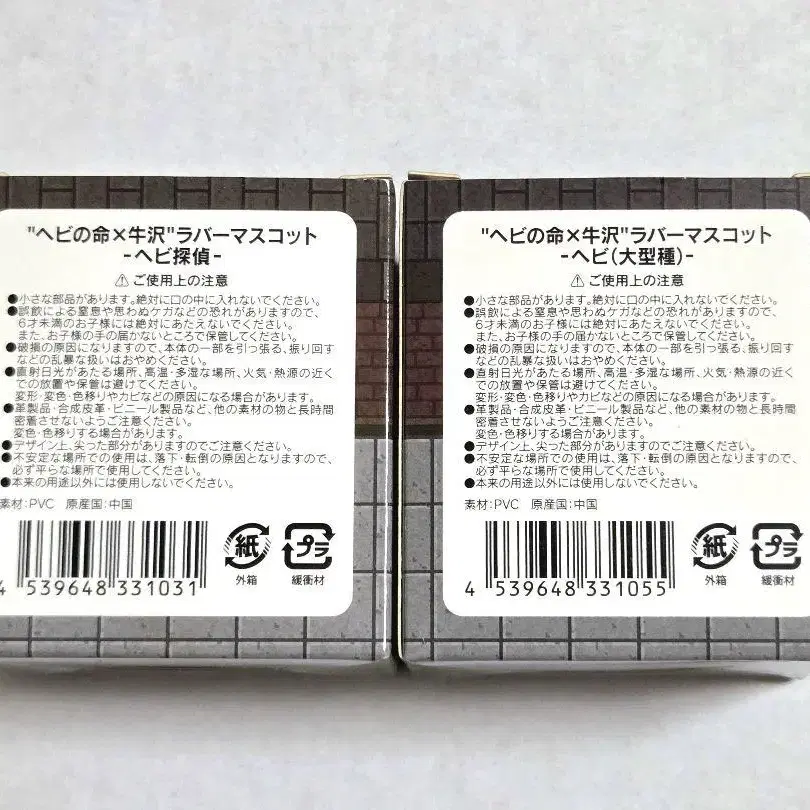 "ヘビの命×牛沢"ラバーマスコット
-ヘビ探偵-
⚠ご使用上の注意
●小さな部品があります。絶対に口の中に入れないでください。
●誤飲による窒息や思わぬケガなどの恐れがありますので、
6才未満のお子様には絶対にあたえないでください。
また、お子様の手の届かないところで保管してください。
●破損の原因になりますので、本体の一部を引っ張る、振り回す
などの乱暴な扱いはおやめください。
●直射日光があたる場所、高温・多湿な場所、火気・熱源の近く
での放置や保管は避けてください。
変形・変色・色移りやカビなどの原因になる場合があります。
●革製品・合成皮革・ビニール製品など、他の素材の物と長時間
密着させないようご注意ください。
変色・色移りする場合があります。
●デザイン上、尖った部分がありますのでご注意ください。
●不安定な場所での使用は、落下・転倒の原因となりますので、
必ず平らな場所で使用してください。
●本来の用途以外には使用しないでください。
素材:PVC 原産国:中国
4 539648 331031
紙
外箱
プラ
緩衝材
"ヘビの命×牛沢"ラバーマスコット
-ヘビ(大型種)-
⚠ご使用上の注意
●小さな部品があります。絶対に口の中に入れないでください。
●誤飲による窒息や思わぬケガなどの恐れがありますので、
6才未満のお子様には絶対にあたえないでください。
また、お子様の手の届かないところで保管してください。
●破損の原因になりますので、本体の一部を引っ張る、振り回す
などの乱暴な扱いはおやめください。
●直射日光があたる場所、高温・多湿な場所、火気・熱源の近く
での放置や保管は避けてください。
変形・変色・色移りやカビなどの原因になる場合があります。
●革製品・合成皮革・ビニール製品など、他の素材の物と長時間
密着させないようご注意ください。
変色・色移りする場合があります。
●デザイン上、尖った部分がありますのでご注意ください。
●不安定な場所での使用は、落下・転倒の原因となりますので、
必ず平らな場所で使用してください。
●本来の用途以外には使用しないでください。
素材:PVC 原産国:中国
4 539648 331055
紙
外箱
プラ
緩衝材